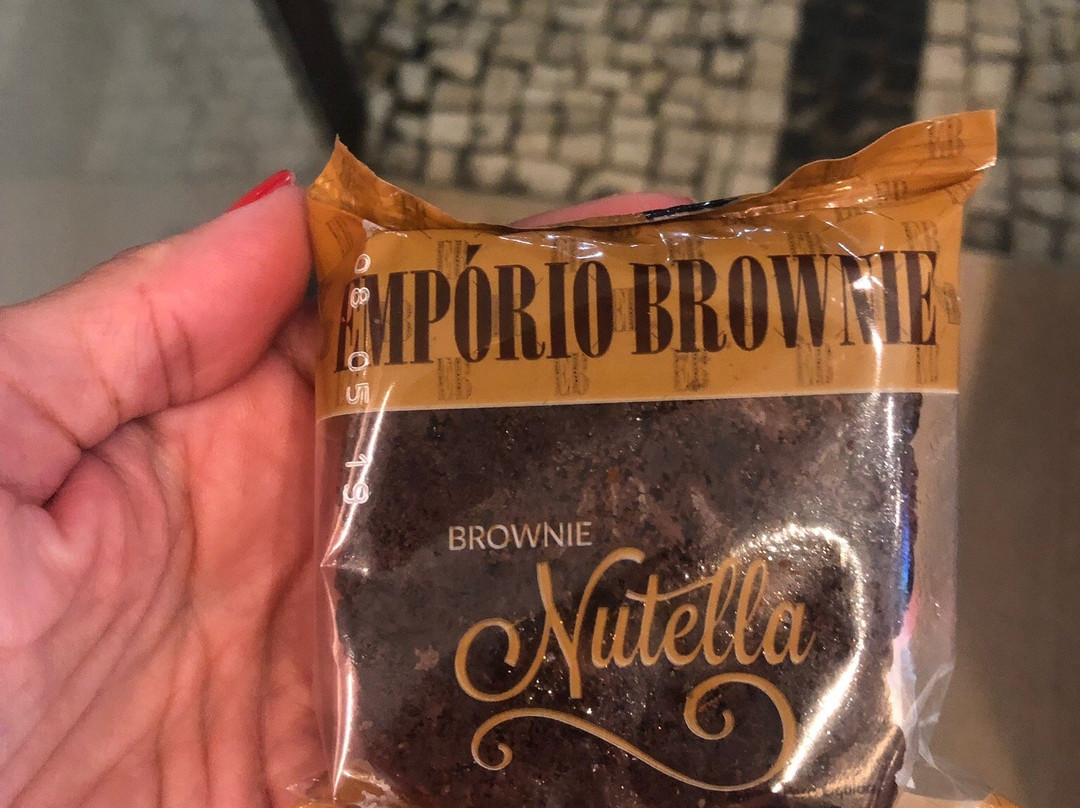 EMPÓRIO BROWNIE
08 05 19
BROWNIE
Nutella